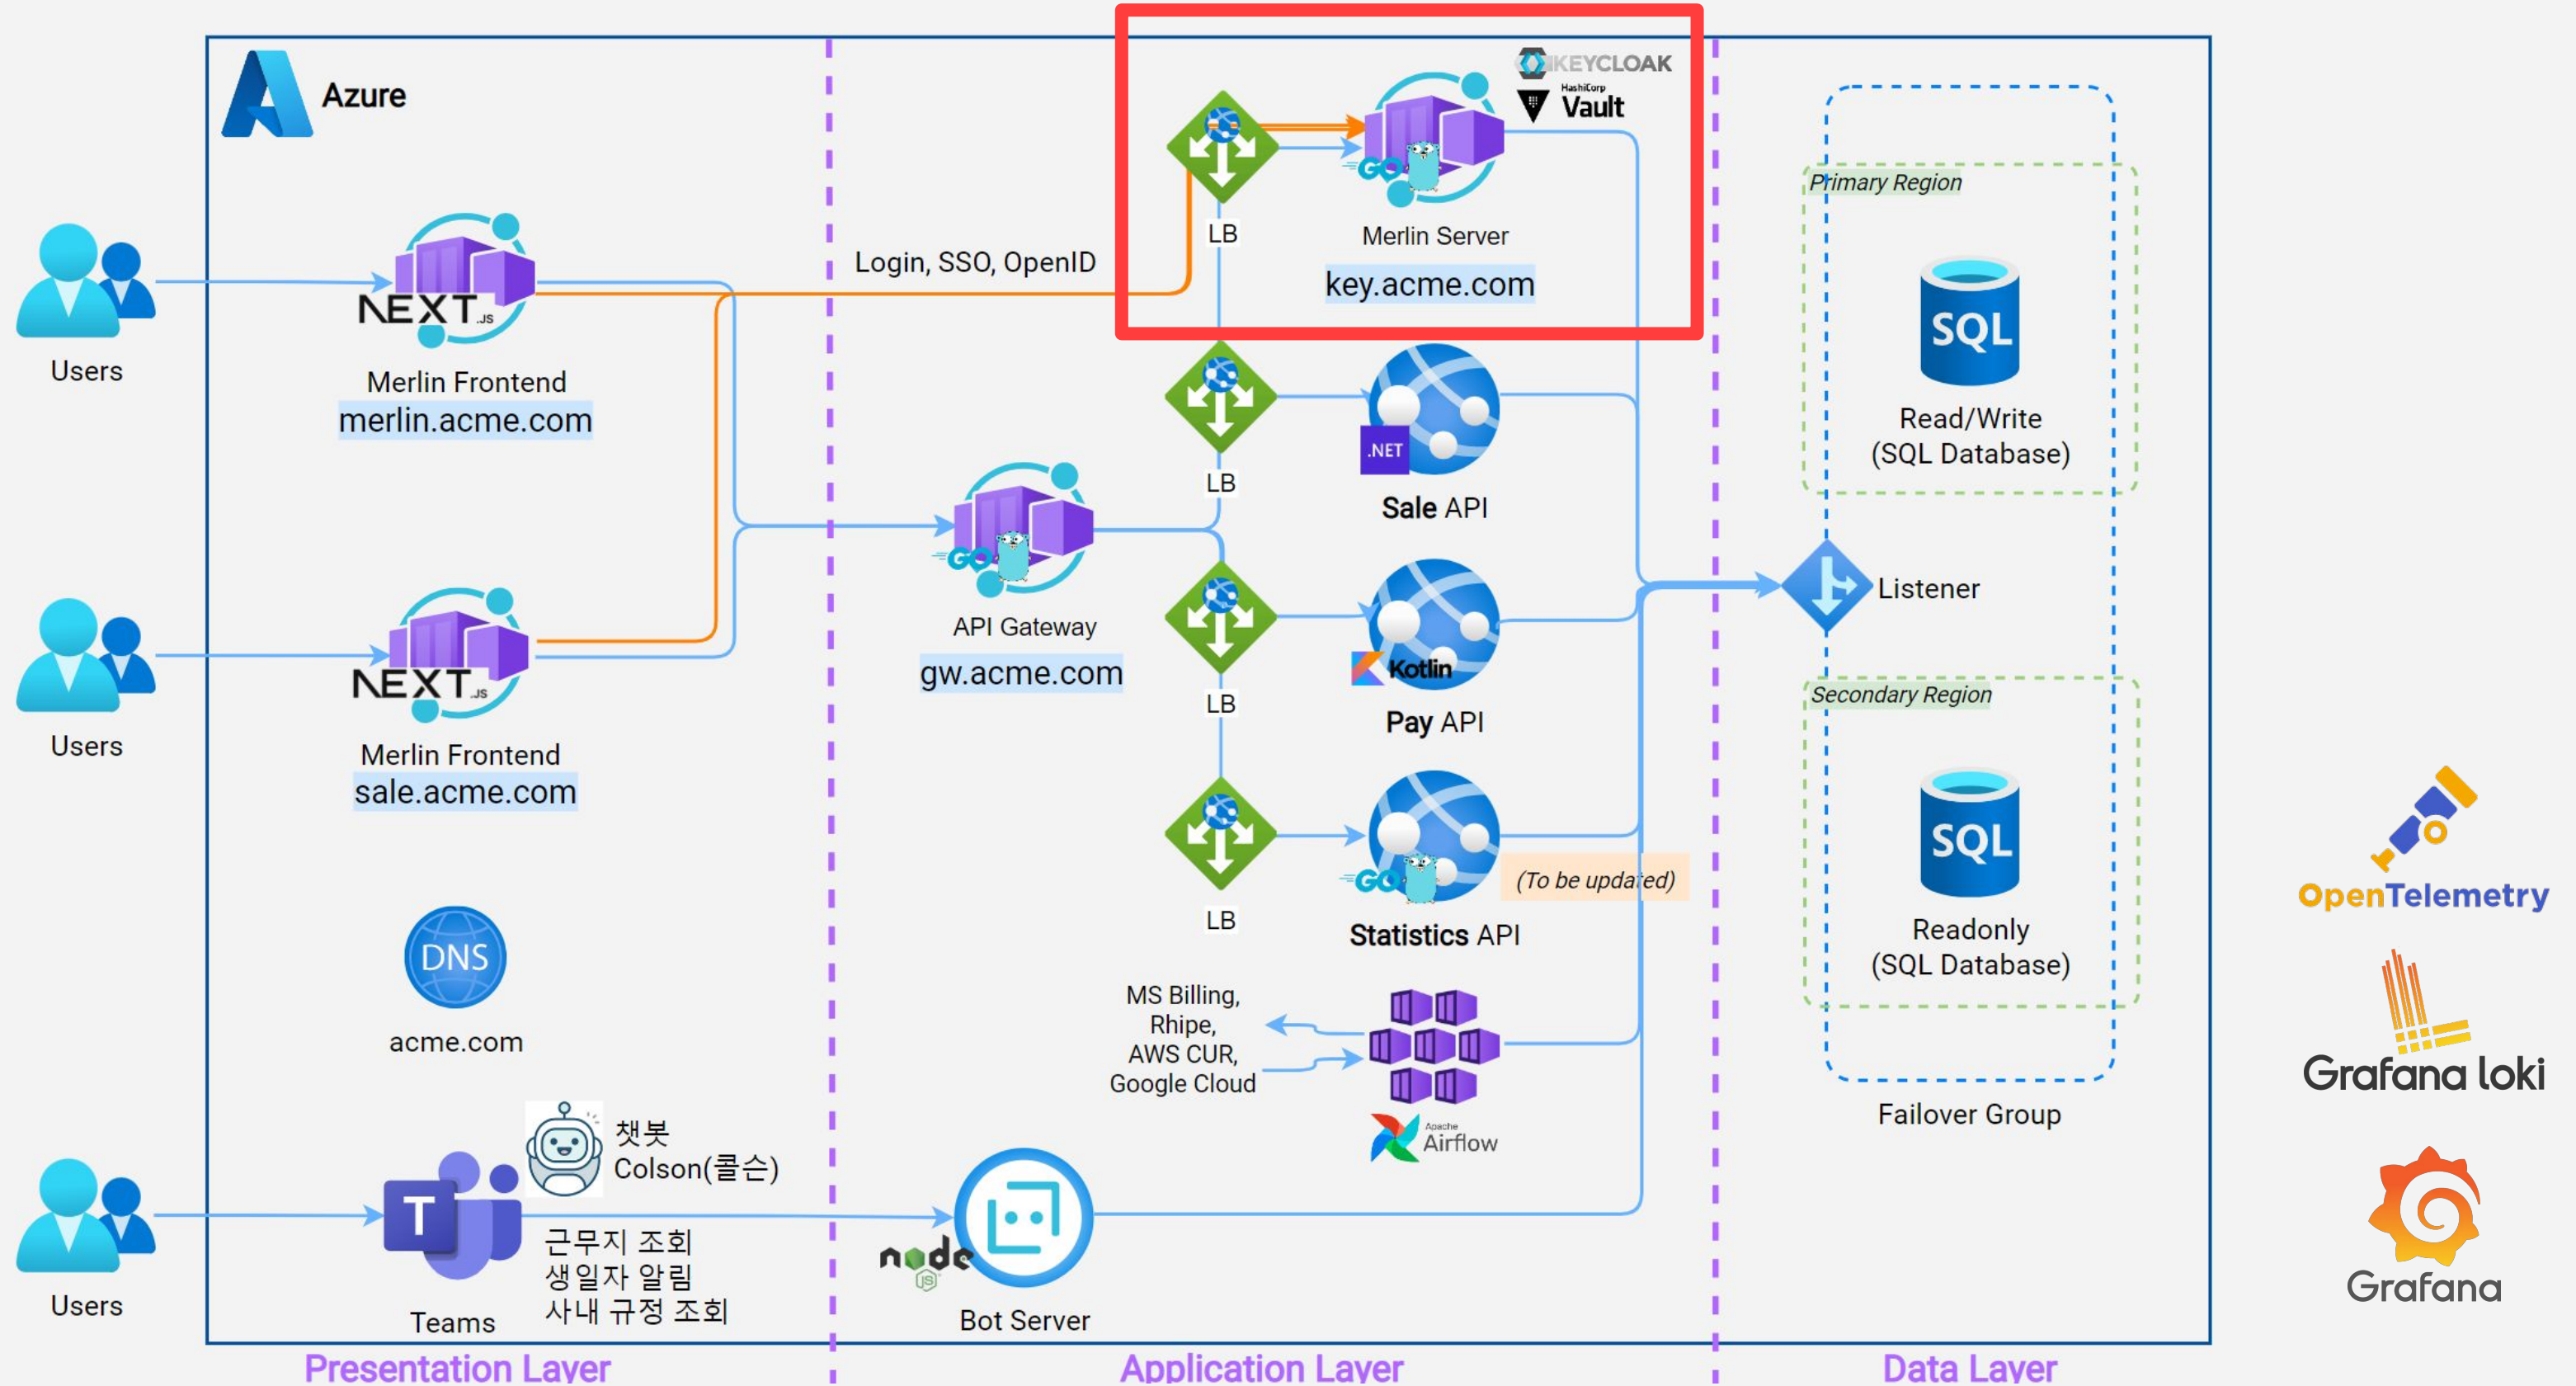 Azure
KEYCLOAK
HashiCorp
Vault
LB
Merlin Server
key.acme.com
Login, SSO, OpenID
Users
NEXT.JS
Merlin Frontend
merlin.acme.com
GO
LB
.NET
Sale API
GO
API Gateway
gw.acme.com
LB
Kotlin
Pay API
Users
NEXT.JS
Merlin Frontend
sale.acme.com
LB
GO
(To be updated)
Statistics API
DNS
acme.com
MS Billing,
Rhipe,
AWS CUR,
Google Cloud
Apache
Airflow
Users
T
Teams
챗봇
Colson(콜슨)
근무지 조회
생일자 알림
사내 규정 조회
node
JS
Bot Server
Primary Region
SQL
Read/Write
(SQL Database)
Listener
Secondary Region
SQL
Readonly
(SQL Database)
Failover Group
OpenTelemetry
Grafana loki
Grafana
Presentation Layer
Application Layer
Data Layer